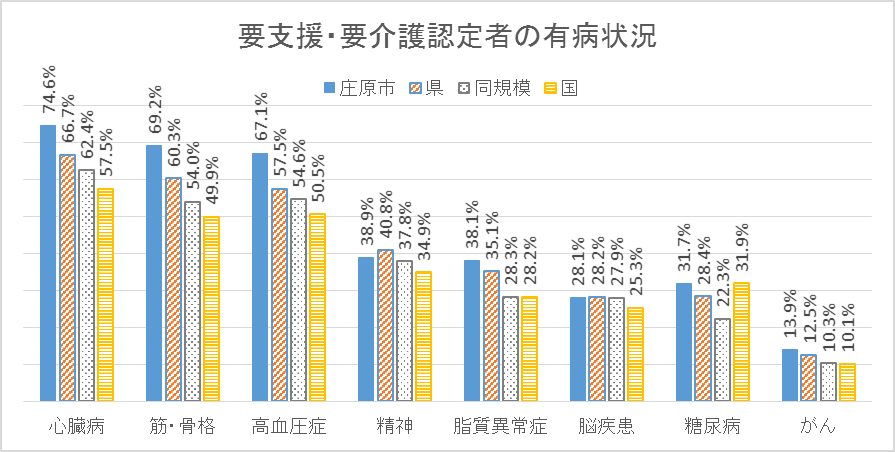 要支援・要介護認定者の有病状況
庄原市 県 同規模 国
74.6% 66.7% 62.4% 57.5%
69.2% 60.3% 54.0% 49.9%
67.1% 57.5% 54.6% 50.5%
38.9% 40.8% 37.8% 34.9%
38.1% 35.1% 28.3% 28.2%
28.1% 28.2% 27.9% 25.3%
31.7% 28.4% 22.3% 31.9%
13.9% 12.5% 10.3% 10.1%
心臓病 筋・骨格 高血圧症 精神 脂質異常症 脳疾患 糖尿病 がん